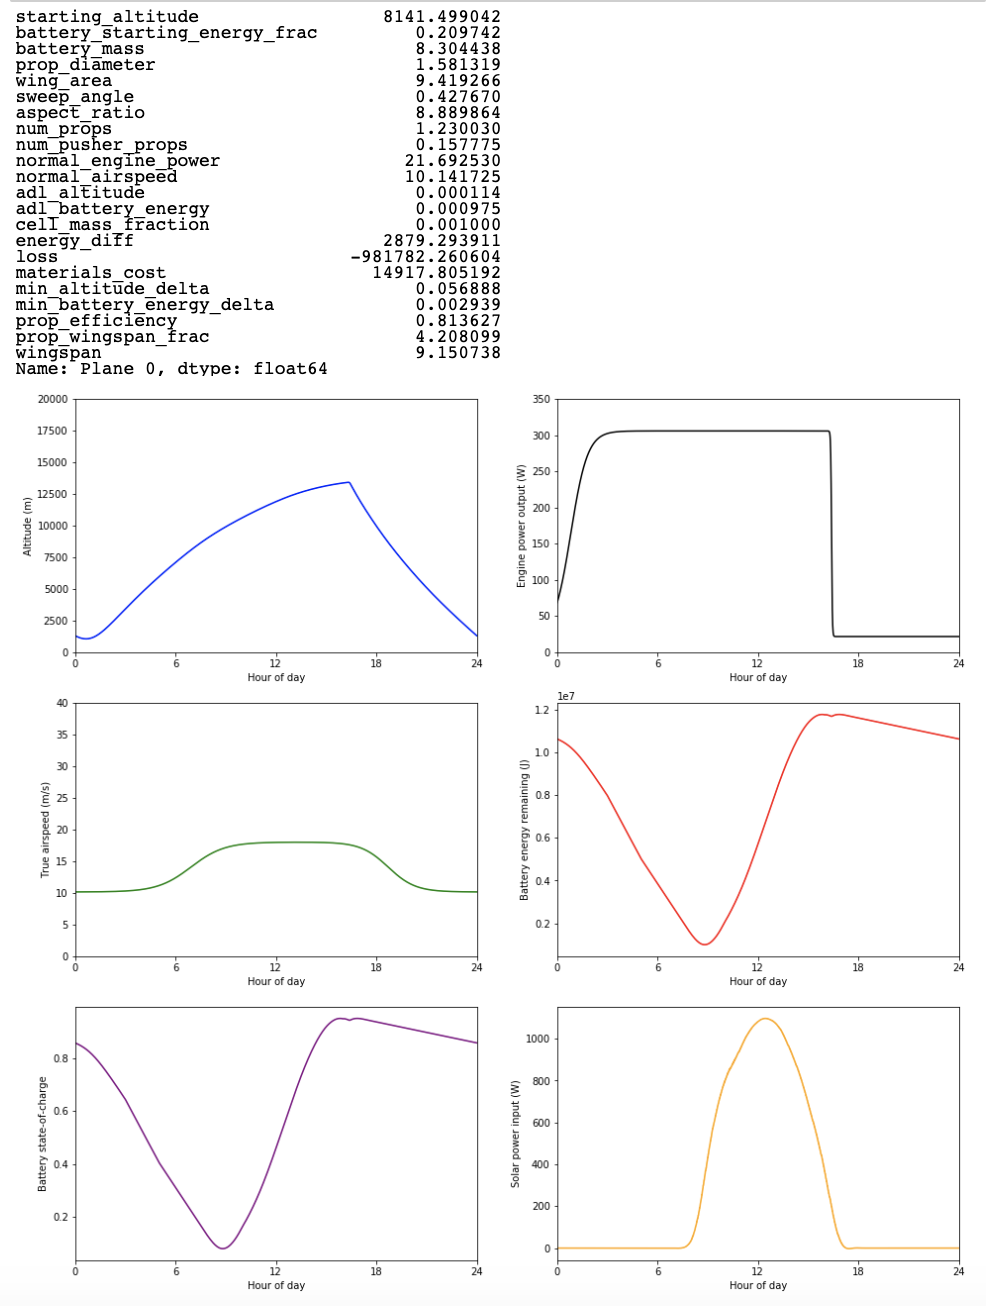 starting_altitude 8141.499042
battery_starting_energy_frac 0.209742
battery_mass 8.304438
prop_diameter 1.581319
wing_area 9.419266
sweep_angle 0.427670
aspect_ratio 8.889864
num_props 1.230030
num_pusher_props 0.157775
normal_engine_power 21.692530
normal_airspeed 10.141725
adl_altitude 0.000114
adl_battery_energy 0.000975
cell_mass_fraction 0.001000
energy_diff 2879.293911
loss -981782.260604
materials_cost 14917.805192
min_altitude_delta 0.056888
min_battery_energy_delta 0.002939
prop_efficiency 0.813627
prop_wingspan_frac 4.208099
wingspan 9.150738
Name: Plane 0, dtype: float64
20000
17500
15000
12500
10000
7500
5000
2500
0
Altitude (m)
0 6 12 18 24
Hour of day
350
300
250
200
150
100
50
0
Engine power output (W)
0 6 12 18 24
Hour of day
40
35
30
25
20
15
10
5
0
True airspeed (m/s)
0 6 12 18 24
Hour of day
1e7
1.2
1.0
0.8
0.6
0.4
0.2
Battery energy remaining (J)
0 6 12 18 24
Hour of day
0.8
0.6
0.4
0.2
Battery state-of-charge
0 6 12 18 24
Hour of day
1000
800
600
400
200
0
Solar power input (W)
0 6 12 18 24
Hour of day